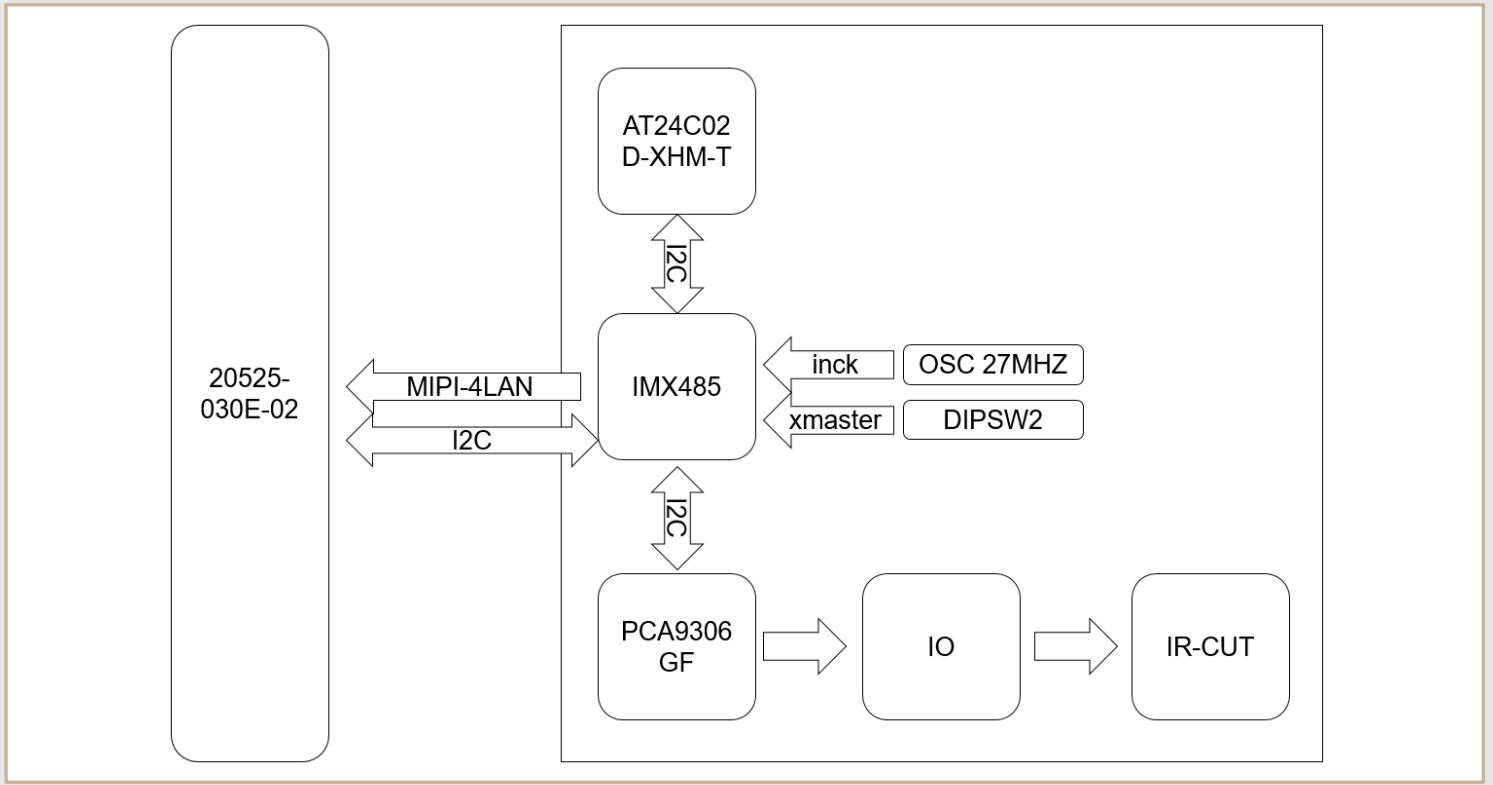 AT24C02
D-XHM-T
I2C
20525-
030E-02
MIPI-4LAN
I2C
IMX485
inck
OSC 27MHZ
xmaster
DIPSW2
I2C
PCA9306
GF
IO
IR-CUT